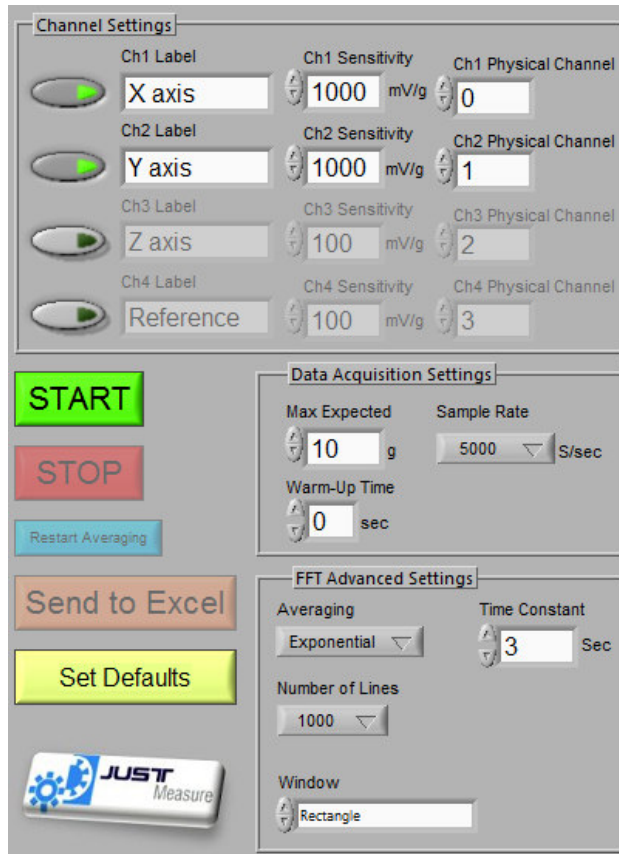 Channel Settings
Ch1 Label Ch1 Sensitivity Ch1 Physical Channel
X axis 1000 mV/g 0
Ch2 Label Ch2 Sensitivity Ch2 Physical Channel
Y axis 1000 mV/g 1
Ch3 Label Ch3 Sensitivity Ch3 Physical Channel
Z axis 100 mV/g 2
Ch4 Label Ch4 Sensitivity Ch4 Physical Channel
Reference 100 mV/g 3
START
STOP
Restart Averaging
Send to Excel
Set Defaults
JUST
Measure
Data Acquisition Settings
Max Expected Sample Rate
10 g 5000 S/sec
Warm-Up Time
0 sec
FFT Advanced Settings
Averaging Time Constant
Exponential 3 Sec
Number of Lines
1000
Window
Rectangle